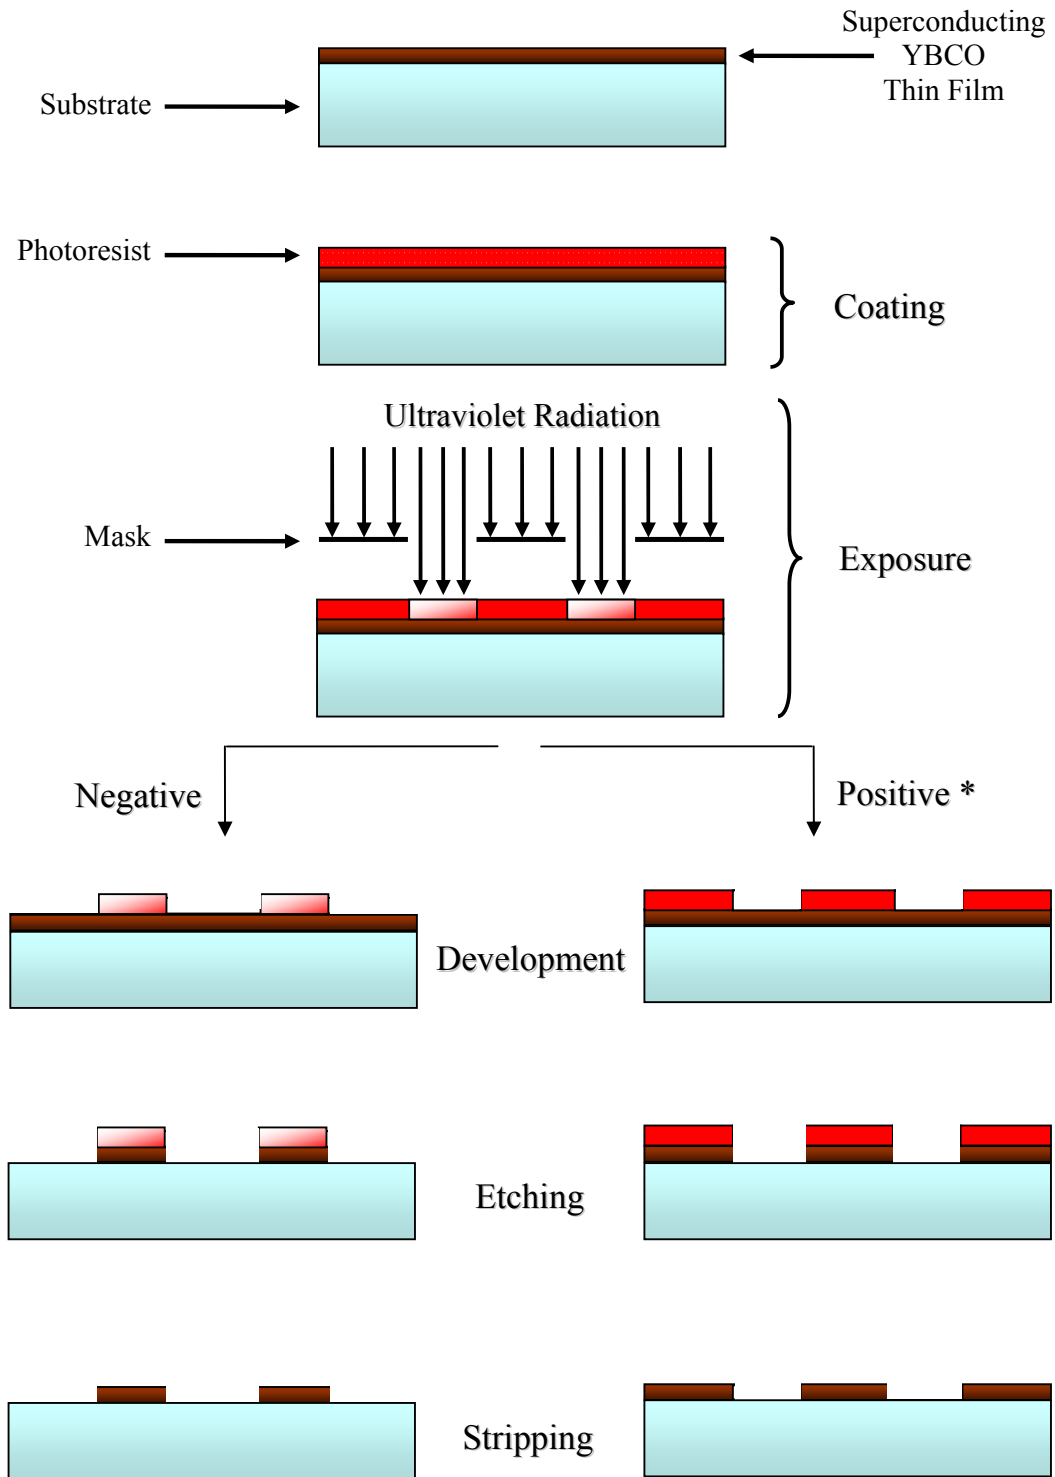 Superconducting
YBCO
Thin Film
Substrate
Photoresist
Coating
Ultraviolet Radiation
Mask
Exposure
Negative
Positive *
Development
Etching
Stripping